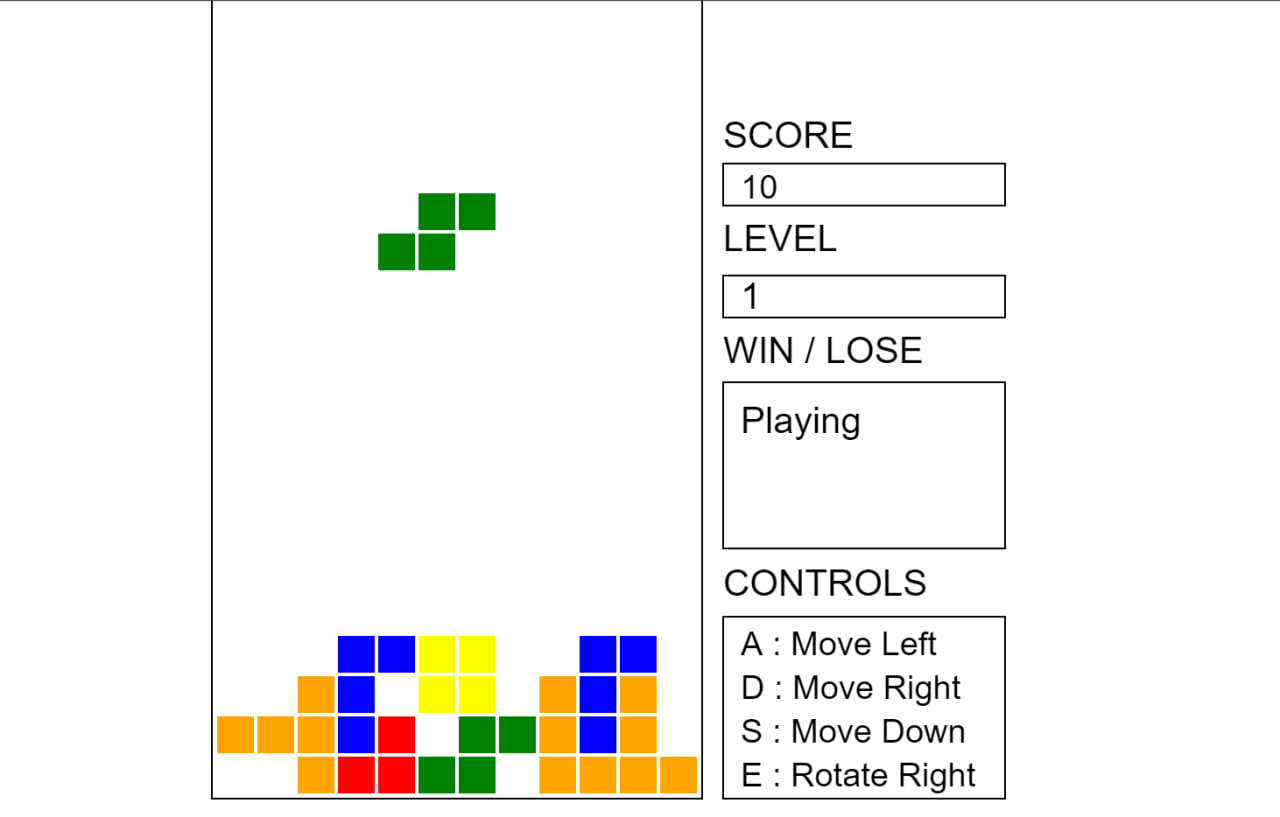 SCORE
10
LEVEL
1
WIN / LOSE
Playing
CONTROLS
A : Move Left
D : Move Right
S : Move Down
E : Rotate Right